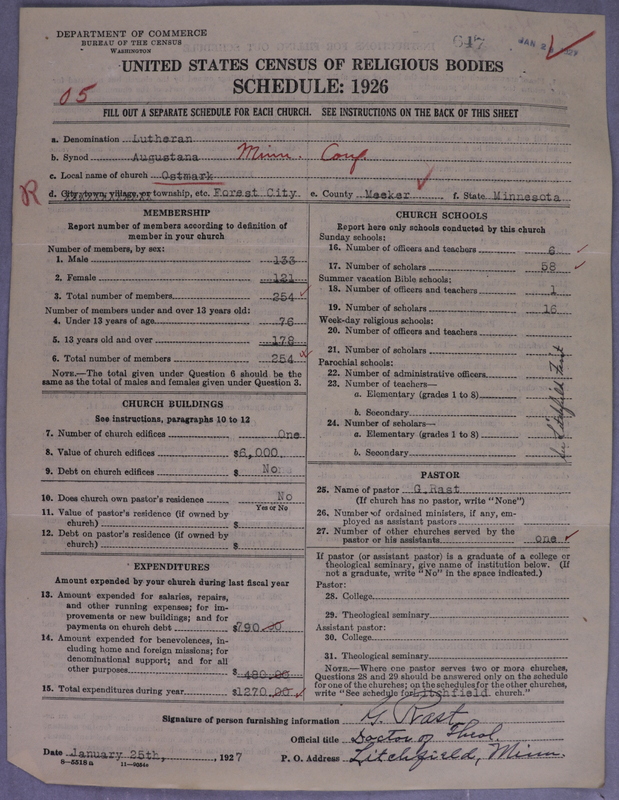 DEPARTMENT OF COMMERCE
BUREAU OF THE CENSUS
WASHINGTON
647
JAN 2 1927
UNITED STATES CENSUS OF RELIGIOUS BODIES
SCHEDULE: 1926
05
FILL OUT A SEPARATE SCHEDULE FOR EACH CHURCH. SEE INSTRUCTIONS ON THE BACK OF THIS SHEET
a. Denomination Lutheran
b. Synod Augustana Minn. Conf.
c. Local name of church Ostmark
R
d. City, town, village, or township, etc. Forest City e. County Meeker f. State Minnesota
MEMBERSHIP
Report number of members according to definition of
member in your church
Number of members, by sex:
1. Male 133
2. Female 121
3. Total number of members 254
Number of members under and over 13 years old:
4. Under 13 years of age 76
5. 13 years old and over 178
6. Total number of members 254
NOTE.—The total given under Question 6 should be
same as the total of males and females given under Question 3.
CHURCH BUILDINGS
See instructions, paragraphs 10 to 12
7. Number of church edifices One
8. Value of church edifices $6,000.
9. Debt on church edifices $ No
10. Does church own pastor's residence No
Yes or No
11. Value of pastor's residence (if owned by
church) $
12. Debt on pastor's residence (if owned by
church) $
EXPENDITURES
Amount expended by your church during last fiscal year
13. Amount expended for salaries, repairs,
and other running expenses; for im-
provements or new buildings; and for
payments on church debt $790.00
14. Amount expended for benevolences, in-
cluding home and foreign missions; for
denominational support; and for all
other purposes $ 480.00
15. Total expenditures during year $1270.00
CHURCH SCHOOLS
Report here only schools conducted by this church
Sunday schools:
16. Number of officers and teachers 6
17. Number of scholars 58
Summer vacation Bible schools:
18. Number of officers and teachers 1
19. Number of scholars 16
Week-day religious schools:
20. Number of officers and teachers
21. Number of scholars
Parochial schools:
22. Number of administrative officers
23. Number of teachers—
a. Elementary (grades 1 to 8)
b. Secondary
24. Number of scholars—
a. Elementary (grades 1 to 8)
b. Secondary
PASTOR
25. Name of pastor G. Rast
(If church has no pastor, write "None")
26. Number of ordained ministers, if any, em-
ployed as assistant pastors
27. Number of other churches served by the
pastor or his assistants one
If pastor (or assistant pastor) is a graduate of a college or
theological seminary, give name of institution below. (If
not a graduate, write "No" in the space indicated.)
Pastor:
28. College
29. Theological seminary
Assistant pastor:
30. College
31. Theological seminary
NOTE.—Where one pastor serves two or more churches,
Questions 28 and 29 should be answered only on the schedule
for one of the churches; on the schedules for the other churches,
write "See schedule for Litchfield church."
Signature of person furnishing information G. Rast
Official title Doctor of Theol.
Date January 25th, , 1927 P. O. Address Litchfield, Minn.
8-5518a